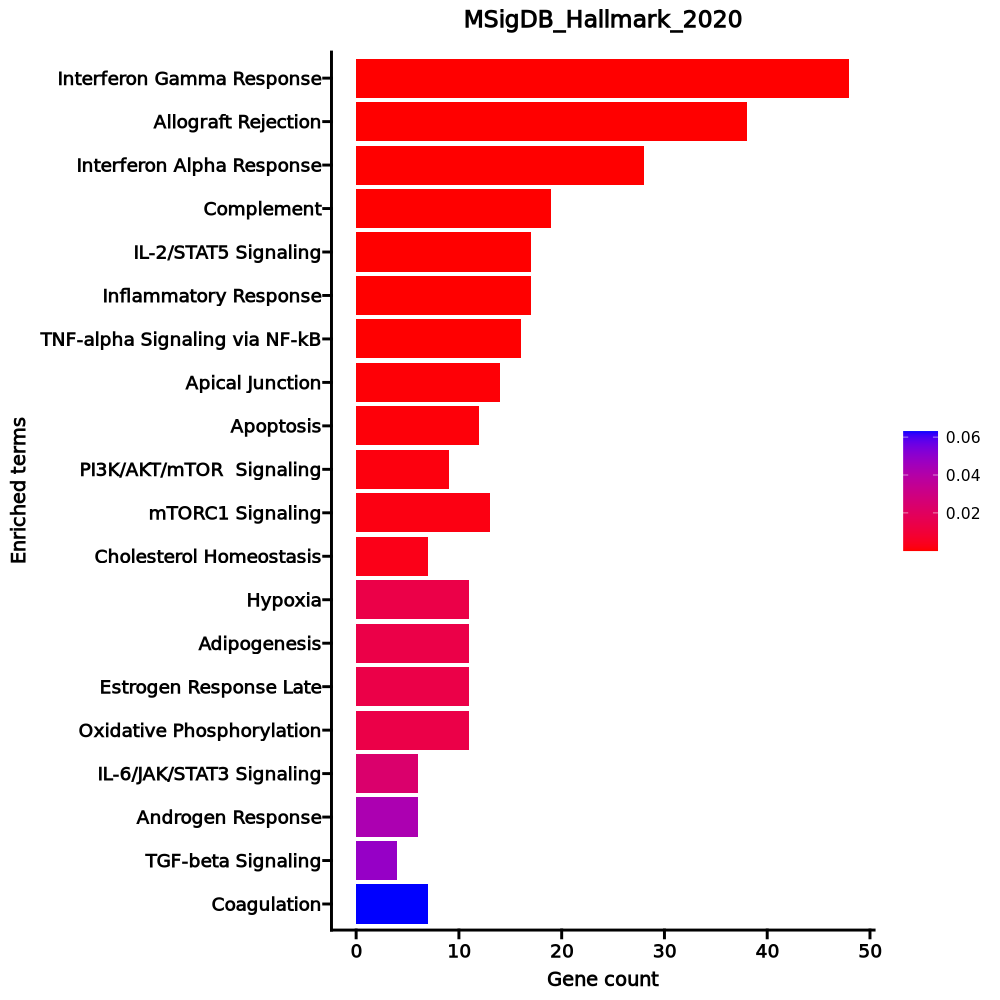 MSigDB_Hallmark_2020
Interferon Gamma Response
Allograft Rejection
Interferon Alpha Response
Complement
IL-2/STAT5 Signaling
Inflammatory Response
TNF-alpha Signaling via NF-kB
Apical Junction
Apoptosis
PI3K/AKT/mTOR  Signaling
mTORC1 Signaling
Cholesterol Homeostasis
Hypoxia
Adipogenesis
Estrogen Response Late
Oxidative Phosphorylation
IL-6/JAK/STAT3 Signaling
Androgen Response
TGF-beta Signaling
Coagulation
Enriched terms
0 10 20 30 40 50
Gene count
0.06
0.04
0.02